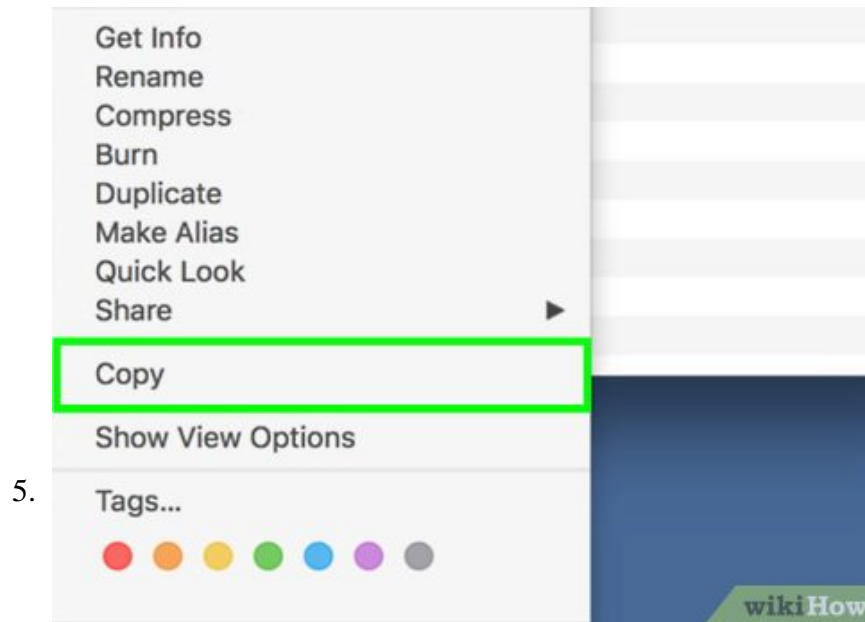 Get Info
Rename
Compress
Burn
Duplicate
Make Alias
Quick Look
Share
Copy
Show View Options
5.
Tags...
wikiHow